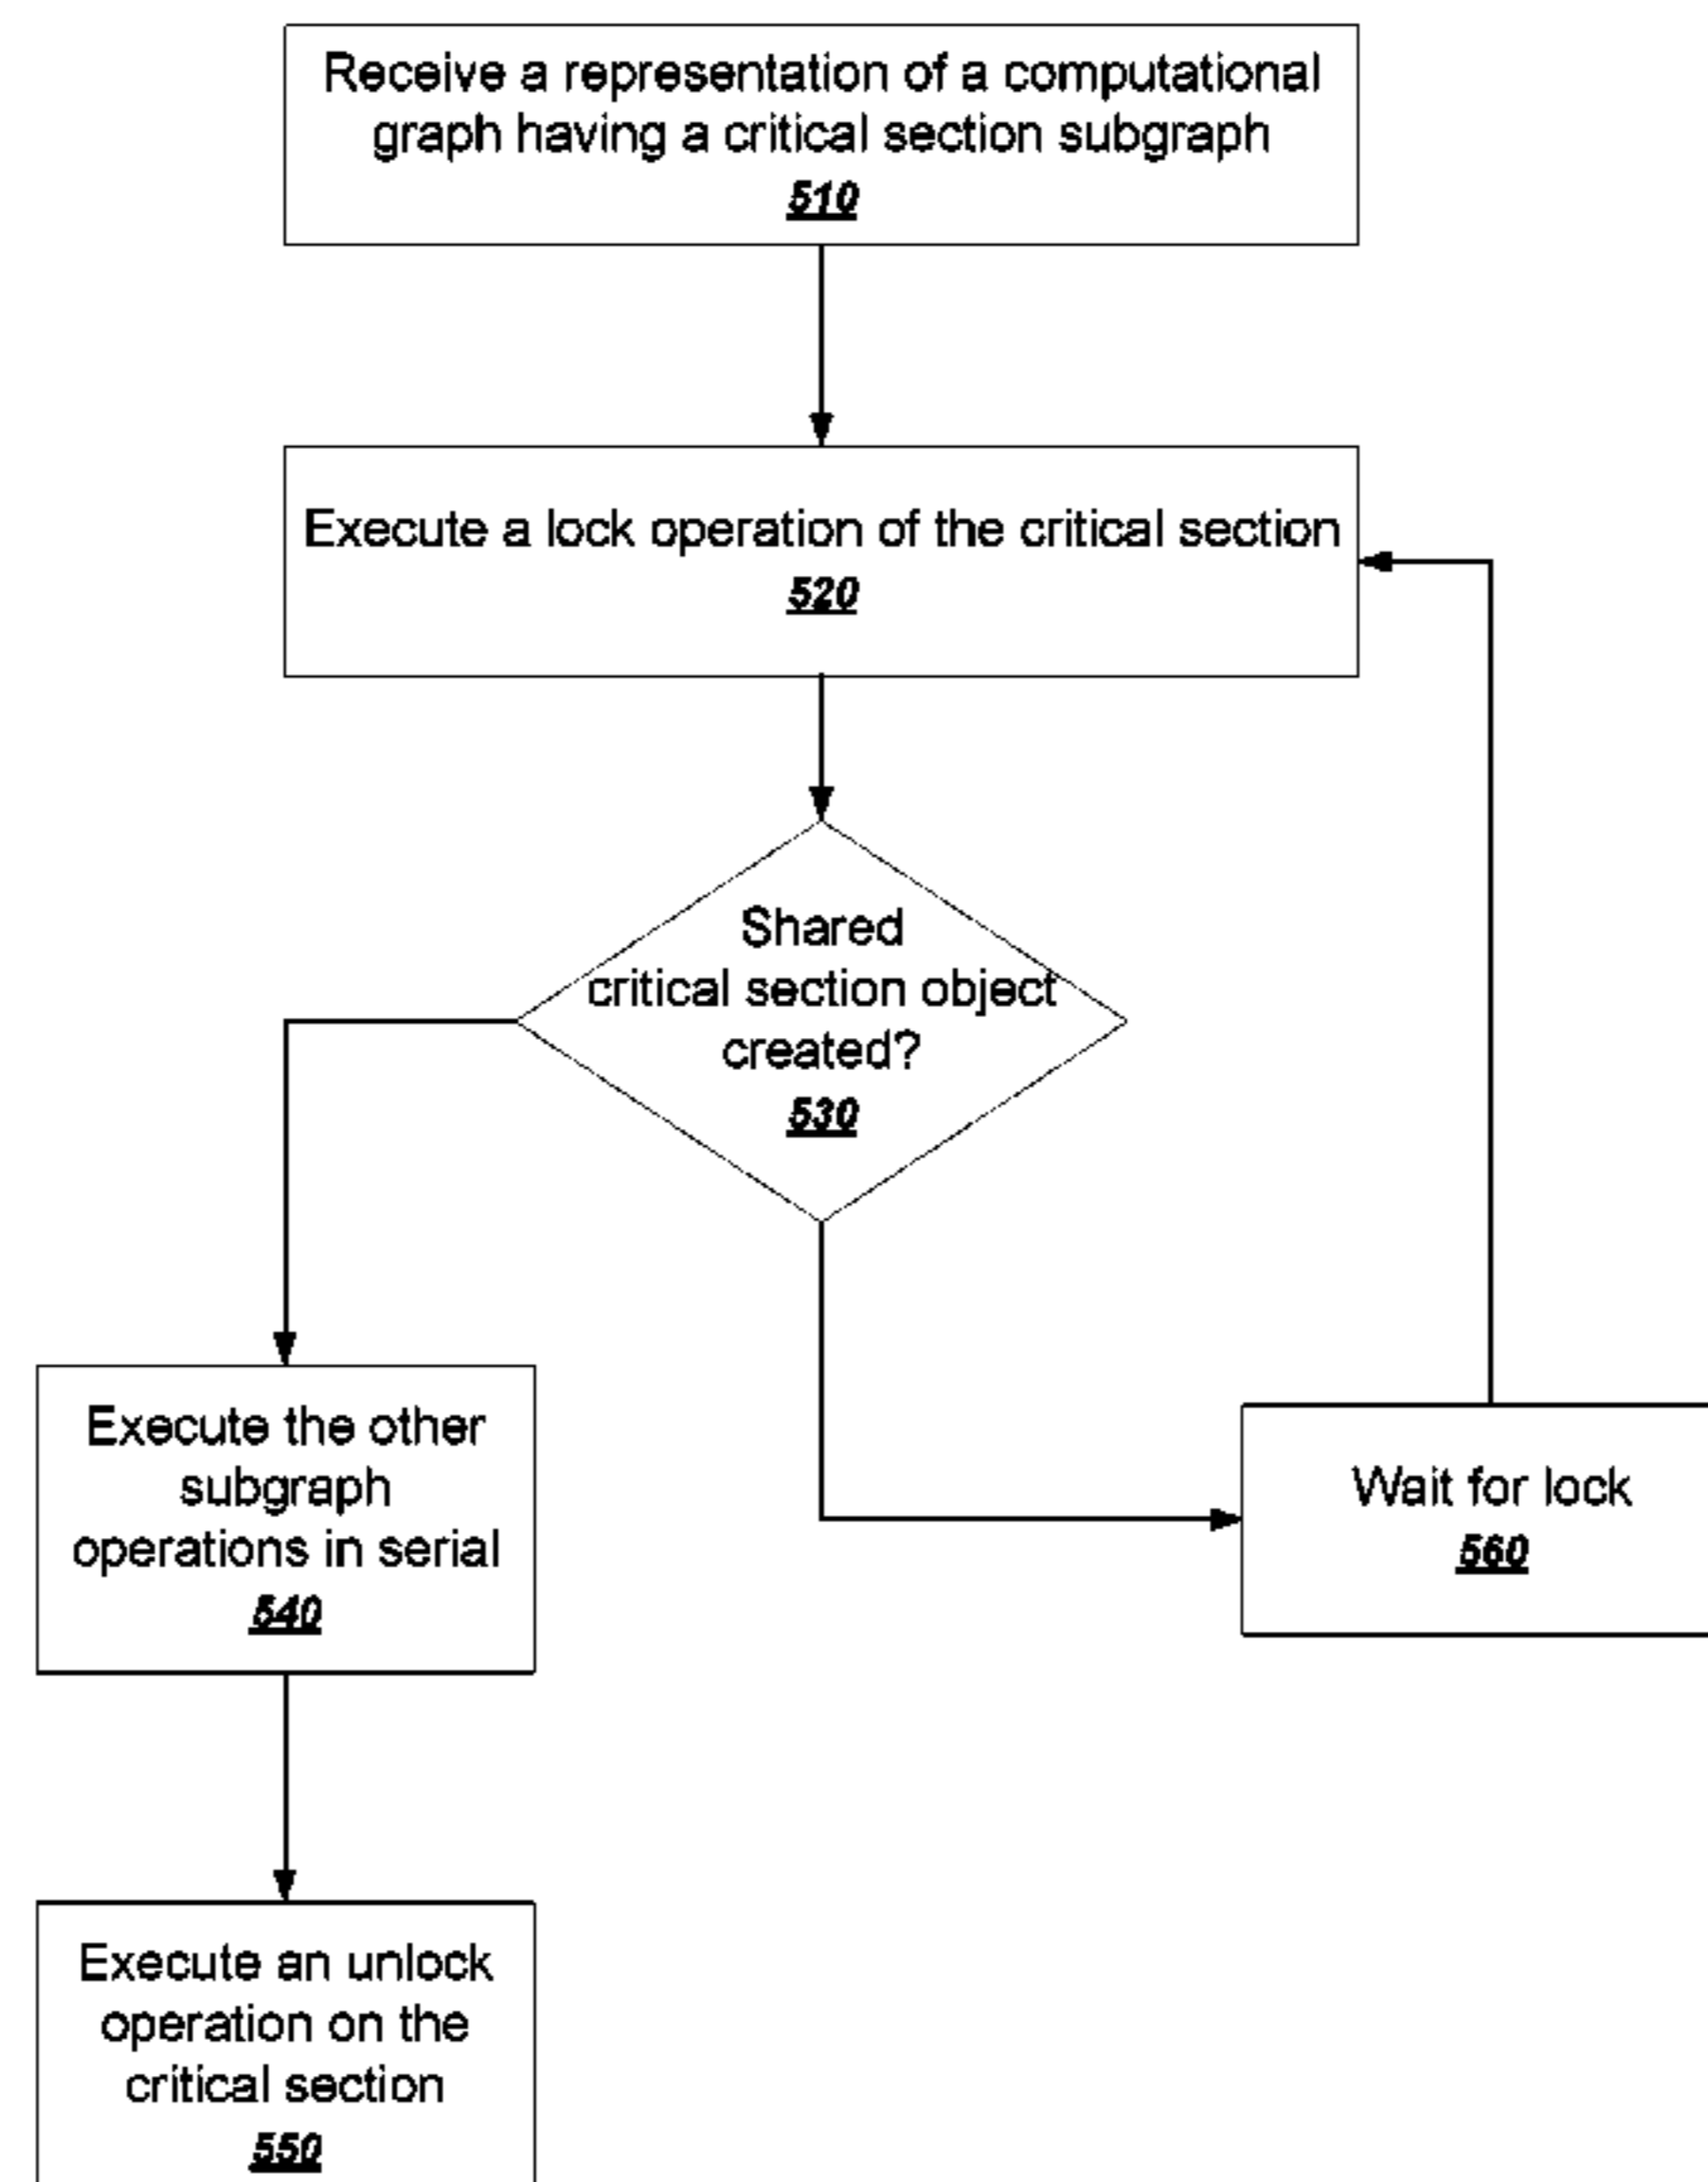 Receive a representation of a computational
graph having a critical section subgraph
510
Execute a lock operation of the critical section
520
Shared
critical section object
created?
530
Execute the other
subgraph
operations in serial
540
Wait for lock
560
Execute an unlock
operation on the
critical section
550